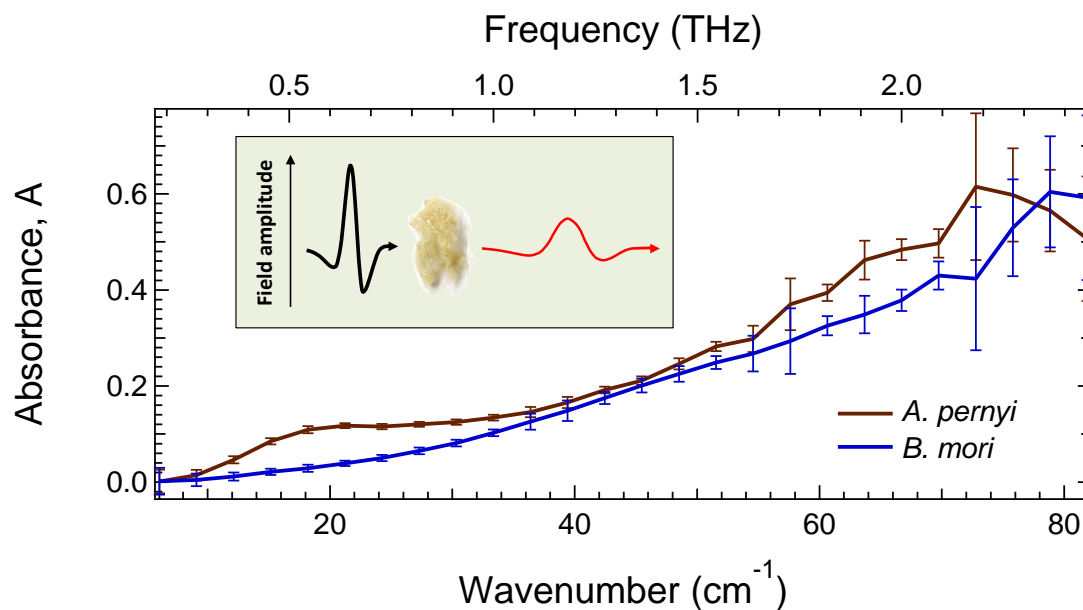 Frequency (THz)
0.5 1.0 1.5 2.0
Absorbance, A
0.6
0.4
0.2
0.0
Field amplitude
A. pernyi
B. mori
20 40 60 80
Wavenumber (cm⁻¹)